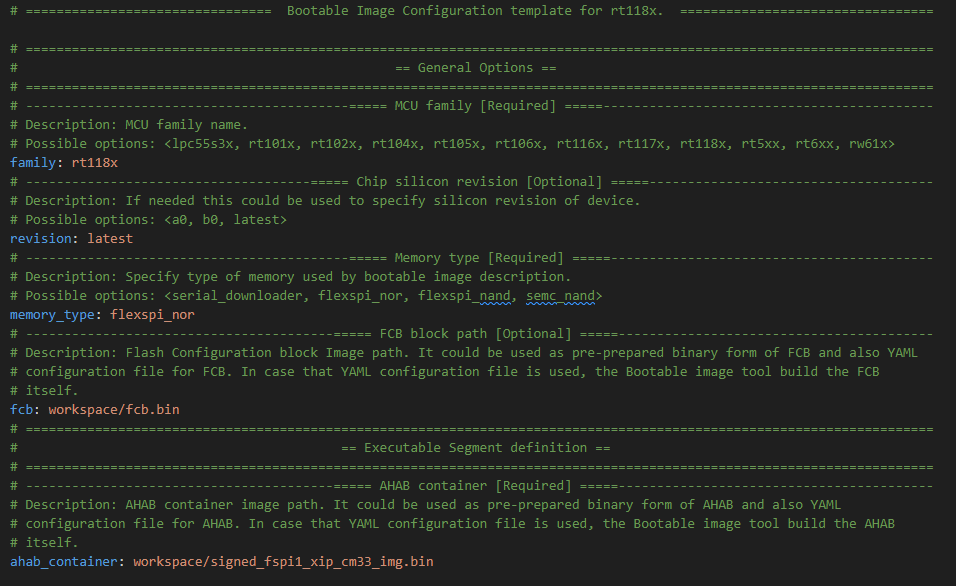 # ================================  Bootable Image Configuration template for rt118x.  =================================
# ======================================================================================================================
#                                                 == General Options ==
# ======================================================================================================================
# ------------------------------------------===== MCU family [Required] =====-------------------------------------------
# Description: MCU family name.
# Possible options: <lpc55s3x, rt101x, rt102x, rt104x, rt105x, rt106x, rt116x, rt117x, rt118x, rt5xx, rt6xx, rw61x>
family: rt118x
# -------------------------------------===== Chip silicon revision [Optional] =====-------------------------------------
# Description: If needed this could be used to specify silicon revision of device.
# Possible options: <a0, b0, latest>
revision: latest
# ------------------------------------------===== Memory type [Required] =====------------------------------------------
# Description: Specify type of memory used by bootable image description.
# Possible options: <serial_downloader, flexspi_nor, flexspi_nand, semc_nand>
memory_type: flexspi_nor
# ----------------------------------------===== FCB block path [Optional] =====-----------------------------------------
# Description: Flash Configuration block Image path. It could be used as pre-prepared binary form of FCB and also YAML
# configuration file for FCB. In case that YAML configuration file is used, the Bootable image tool build the FCB
# itself.
fcb: workspace/fcb.bin
# ======================================================================================================================
#                                          == Executable Segment definition ==
# ======================================================================================================================
# ----------------------------------------===== AHAB container [Required] =====-----------------------------------------
# Description: AHAB container image path. It could be used as pre-prepared binary form of AHAB and also YAML
# configuration file for AHAB. In case that YAML configuration file is used, the Bootable image tool build the AHAB
# itself.
ahab_container: workspace/signed_fspi1_xip_cm33_img.bin